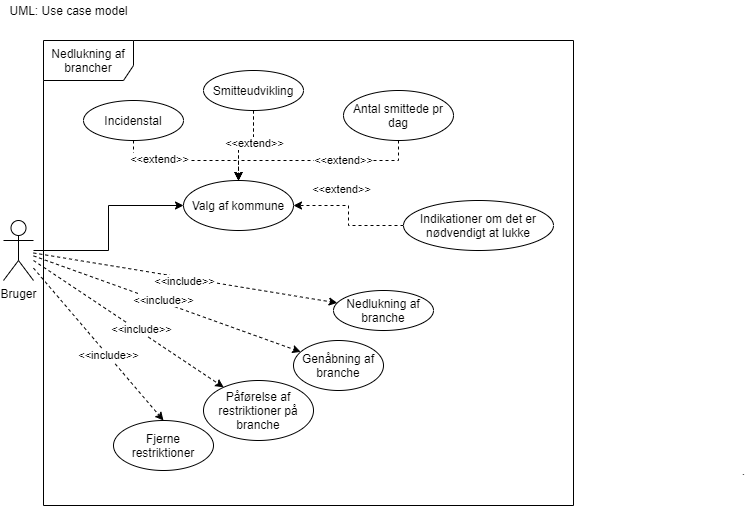 UML: Use case model
Nedlukning af
brancher
Smitteudvikling
Incidenstal
Antal smittede pr
dag
<<extend>>
<<extend>>
<<extend>>
<<extend>>
Valg af kommune
Indikationer om det er
nødvendigt at lukke
Bruger
<<include>>
<<include>>
<<include>>
<<include>>
Nedlukning af
branche
Genåbning af
branche
Påførelse af
restriktioner på
branche
Fjerne
restriktioner